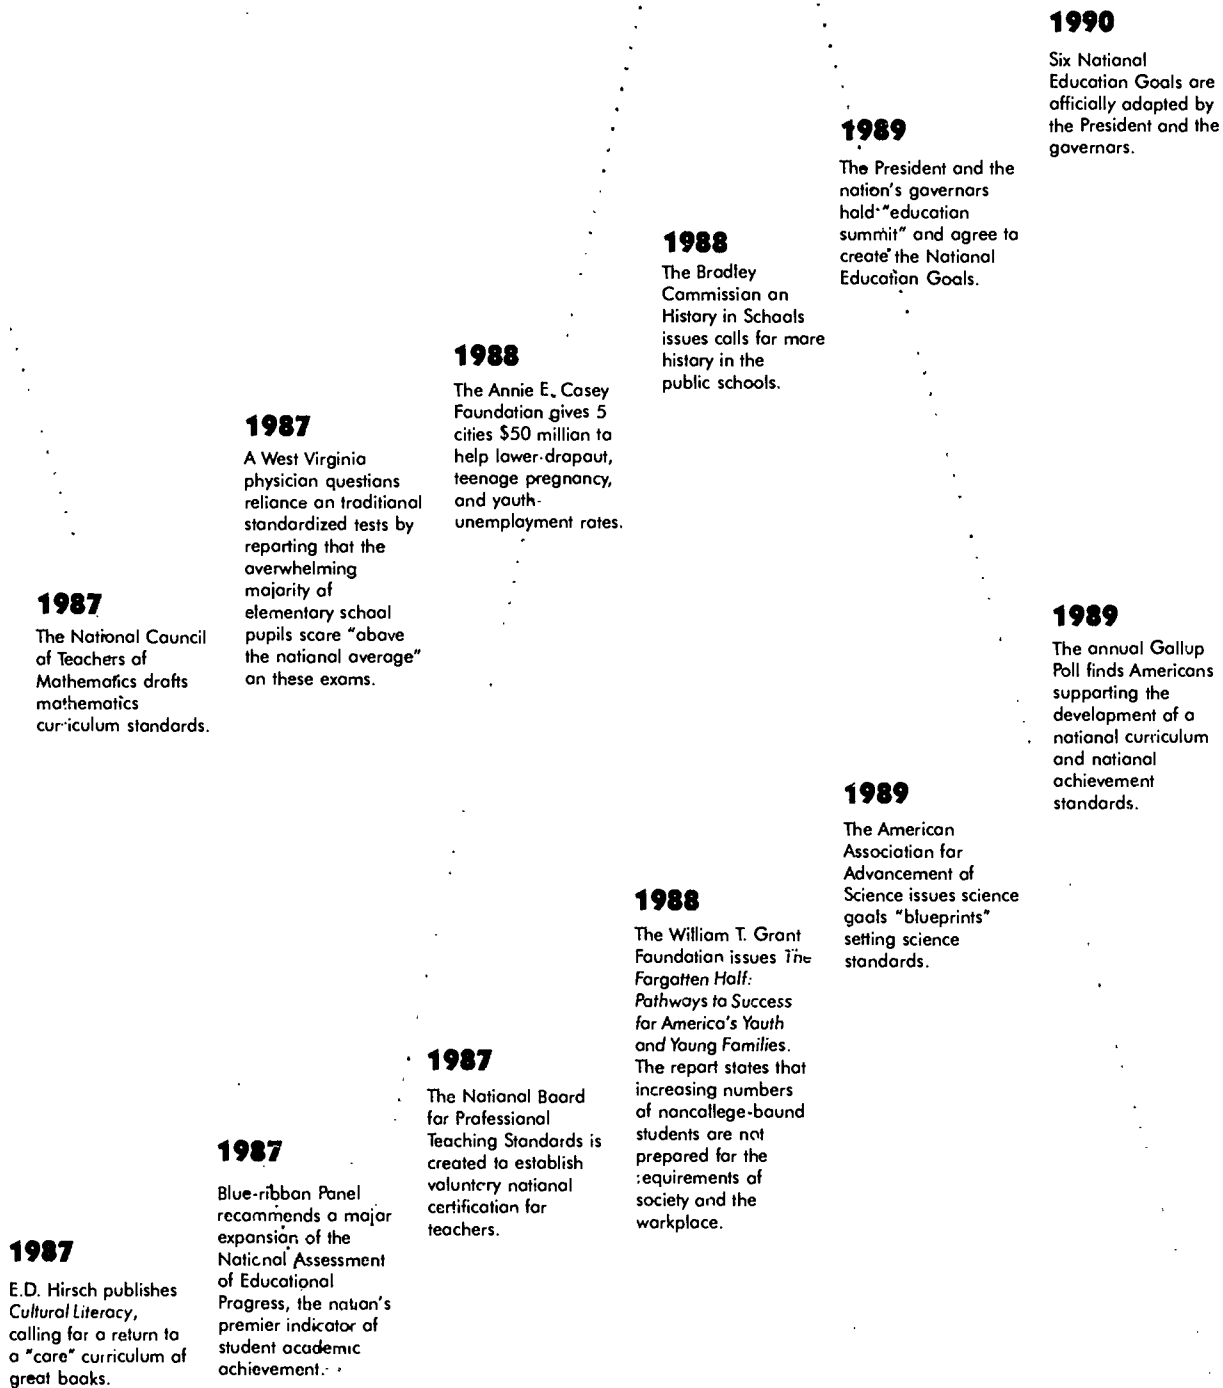 1987
The National Council
of Teachers of
Mathematics drafts
mathematics
curriculum standards.
1987
A West Virginia
physician questions
reliance on traditional
standardized tests by
reporting that the
overwhelming
majority of
elementary school
pupils score "above
the national average"
on these exams.
1988
The Annie E. Casey
Foundation gives 5
cities $50 million to
help lower dropout,
teenage pregnancy,
and youth-
unemployment rates.
1988
The Bradley
Commission on
History in Schools
issues calls for more
history in the
public schools.
1989
The President and the
nation's governors
hold "education
summit" and agree to
create the National
Education Goals.
1990
Six National
Education Goals are
officially adopted by
the President and the
governors.
1987
E.D. Hirsch publishes
Cultural Literacy,
calling for a return to
a "core" curriculum of
great books.
1987
Blue-ribbon Panel
recommends a major
expansion of the
National Assessment
of Educational
Progress, the nation's
premier indicator of
student academic
achievement.
1987
The National Board
for Professional
Teaching Standards is
created to establish
voluntary national
certification for
teachers.
1988
The William T. Grant
Foundation issues The
Forgotten Half:
Pathways to Success
for America's Youth
and Young Families.
The report states that
increasing numbers
of noncollege-bound
students are not
prepared for the
requirements of
society and the
workplace.
1989
The American
Association for
Advancement of
Science issues science
goals "blueprints"
setting science
standards.
1989
The annual Gallup
Poll finds Americans
supporting the
development of a
national curriculum
and national
achievement
standards.